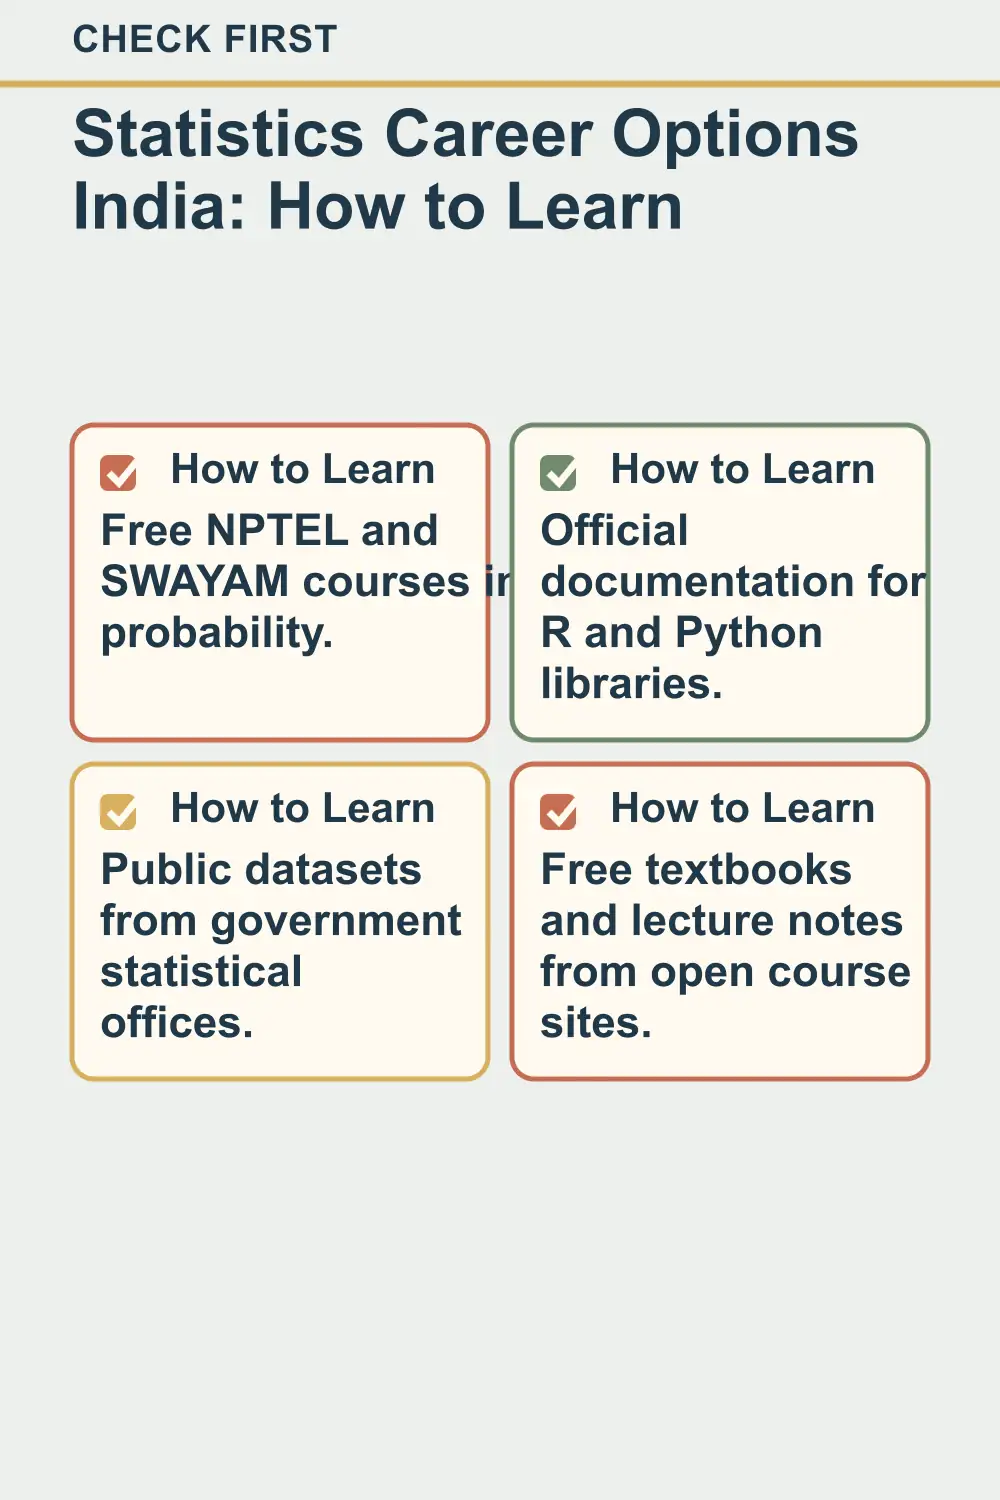 CHECK FIRST
Statistics Career Options
India: How to Learn
How to Learn
Free NPTEL and
SWAYAM courses in
probability.
How to Learn
Official
documentation for
R and Python
libraries.
How to Learn
Public datasets
from government
statistical
offices.
How to Learn
Free textbooks
and lecture notes
from open course
sites.